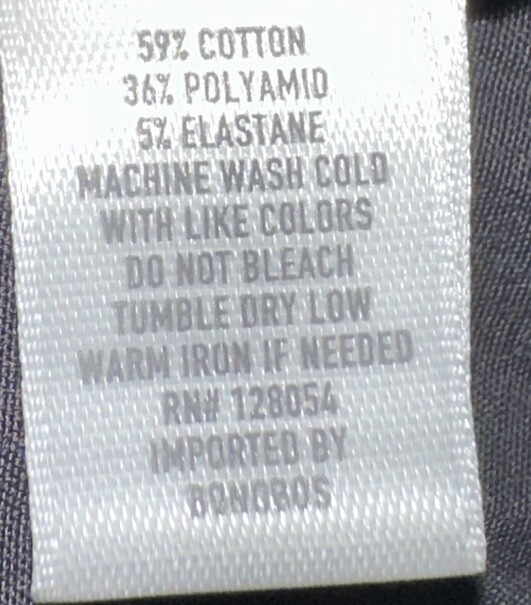 59% COTTON
36% POLYAMID
5% ELASTANE
MACHINE WASH COLD
WITH LIKE COLORS
DO NOT BLEACH
TUMBLE DRY LOW
WARM IRON IF NEEDED
RN# 128054
IMPORTED BY
BONOBOS